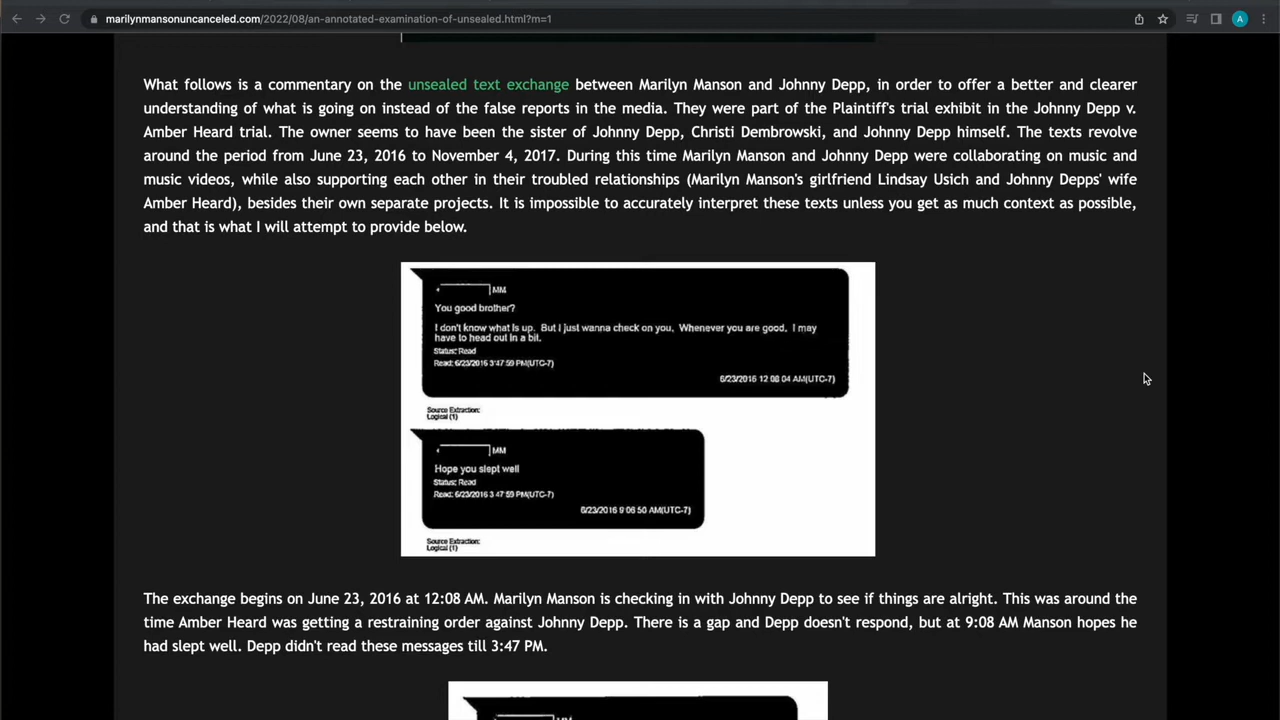 marilynmansonuncanceled.com/2022/08/an-annotated-examination-of-unsealed.html?m=1
A
What follows is a commentary on the unsealed text exchange between Marilyn Manson and Johnny Depp, in order to offer a better and clearer
understanding of what is going on instead of the false reports in the media. They were part of the Plaintiff's trial exhibit in the Johnny Depp v.
Amber Heard trial. The owner seems to have been the sister of Johnny Depp, Christi Dembrowski, and Johnny Depp himself. The texts revolve
around the period from June 23, 2016 to November 4, 2017. During this time Marilyn Manson and Johnny Depp were collaborating on music and
music videos, while also supporting each other in their troubled relationships (Marilyn Manson's girlfriend Lindsay Usich and Johnny Depps' wife
Amber Heard), besides their own separate projects. It is impossible to accurately interpret these texts unless you get as much context as possible,
and that is what I will attempt to provide below.
MM
You good brother?
I don't know what is up. But I just wanna check on you. Whenever you are good. I may
have to head out in a bit.
Status: Read
Read: 6/23/2016 3:47:59 PM(UTC-7)
6/23/2016 12:08:04 AM(UTC-7)
Source Extraction:
Logical (1)
MM
Hope you slept well
Status: Read
Read: 6/23/2016 3:47:59 PM(UTC-7)
6/23/2016 9:06:50 AM(UTC-7)
Source Extraction:
Logical (1)
The exchange begins on June 23, 2016 at 12:08 AM. Marilyn Manson is checking in with Johnny Depp to see if things are alright. This was around the
time Amber Heard was getting a restraining order against Johnny Depp. There is a gap and Depp doesn't respond, but at 9:08 AM Manson hopes he
had slept well. Depp didn't read these messages till 3:47 PM.